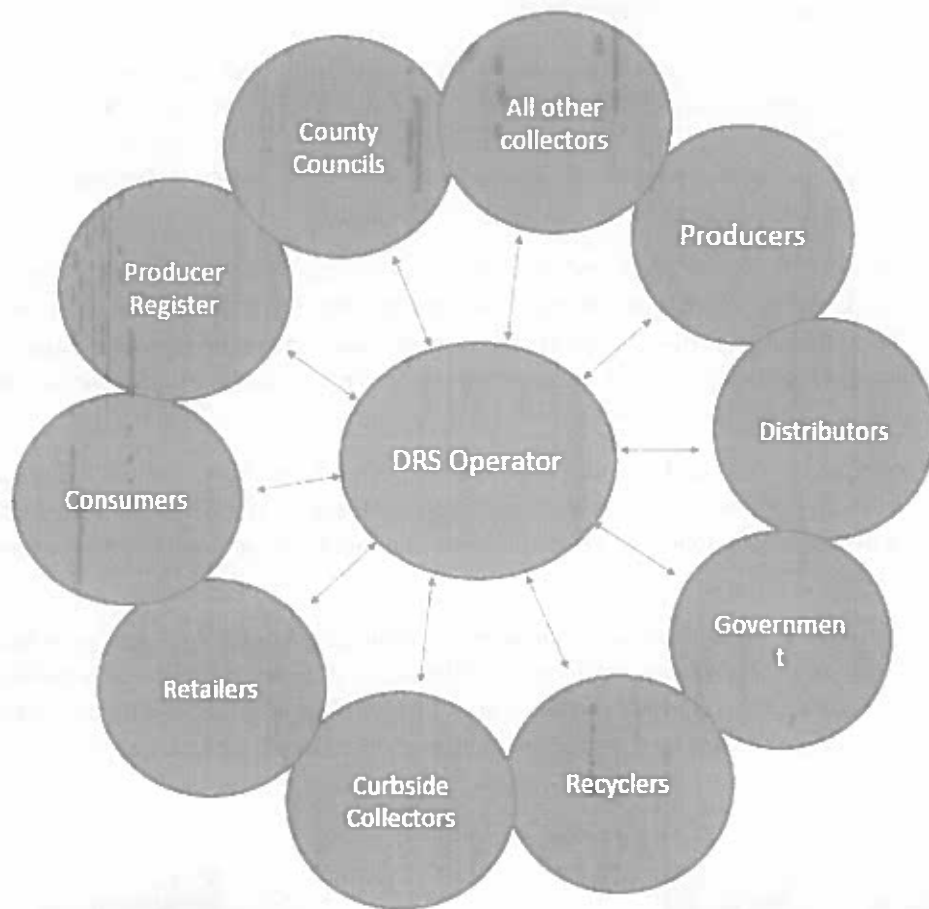 All other
collectors
Producers
Distributors
Governmen
t
Recyclers
Curbside
Collectors
Retailers
Consumers
Producer
Register
County
Councils
DRS Operator